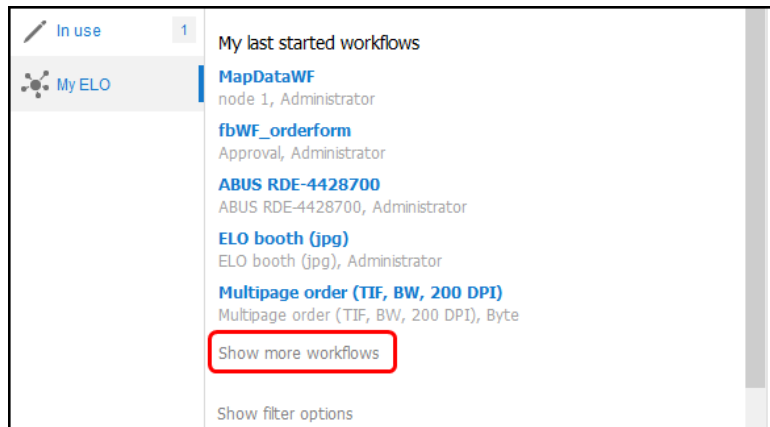 In use 1
My ELO
My last started workflows
MapDataWF
node 1, Administrator
fbWF_orderform
Approval, Administrator
ABUS RDE-4428700
ABUS RDE-4428700, Administrator
ELO booth (jpg)
ELO booth (jpg), Administrator
Multipage order (TIF, BW, 200 DPI)
Multipage order (TIF, BW, 200 DPI), Byte
Show more workflows
Show filter options